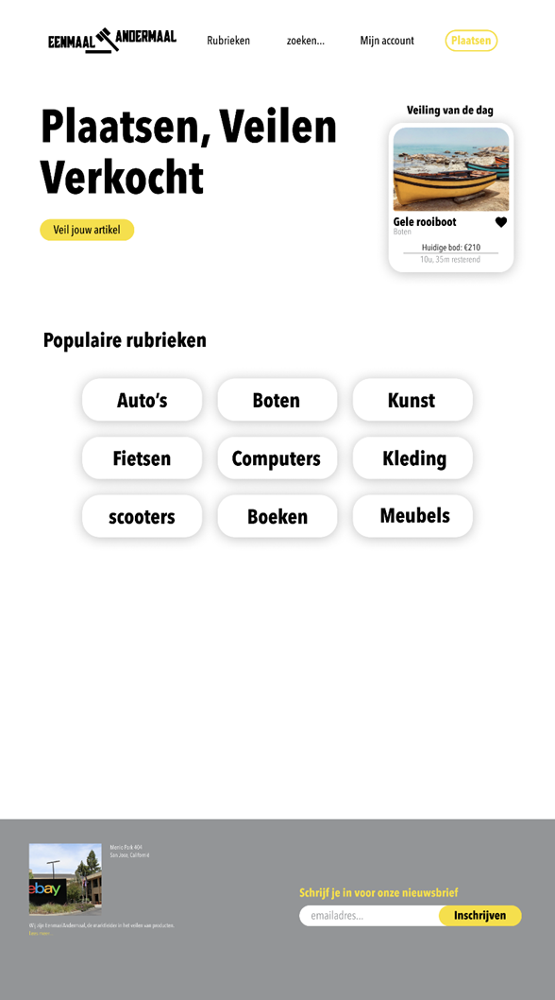 EENMAAL ANDERMAAL
Rubrieken
zoeken...
Mijn account
Plaatsen
Plaatsen, Veilen
Verkocht
Veil jouw artikel
Veiling van de dag
Gele rooiboot
Boten
Huidige bod: €210
10u, 35m resterend
Populaire rubrieken
Auto's
Boten
Kunst
Fietsen
Computers
Kleding
scooters
Boeken
Meubels
San Jose, California
ebay
Wij zijn EenmaalAndermaal, de marktleider in het veilen van producten.
Lees meer...
Schrijf je in voor onze nieuwsbrief
emailadres...
Inschrijven